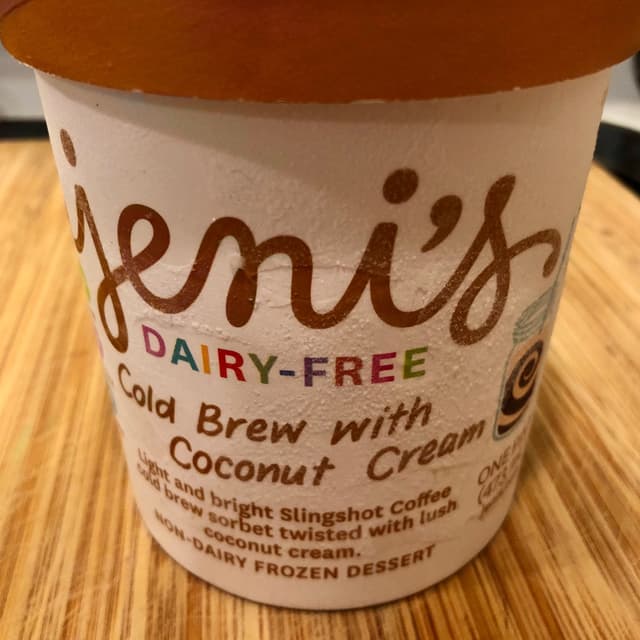 jeni's
DAIRY-FREE
Cold Brew with
Coconut Cream
Light and bright Slingshot Coffee
cold brew sorbet twisted with lush
coconut cream.
NON-DAIRY FROZEN DESSERT
ONE